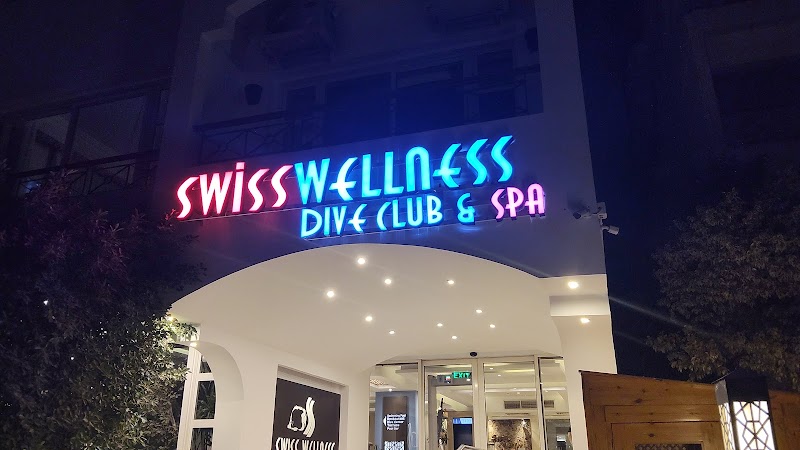 SWISSWELLNESS
DIVE CLUB & SPA
EXIT
SWISS WELLNESS